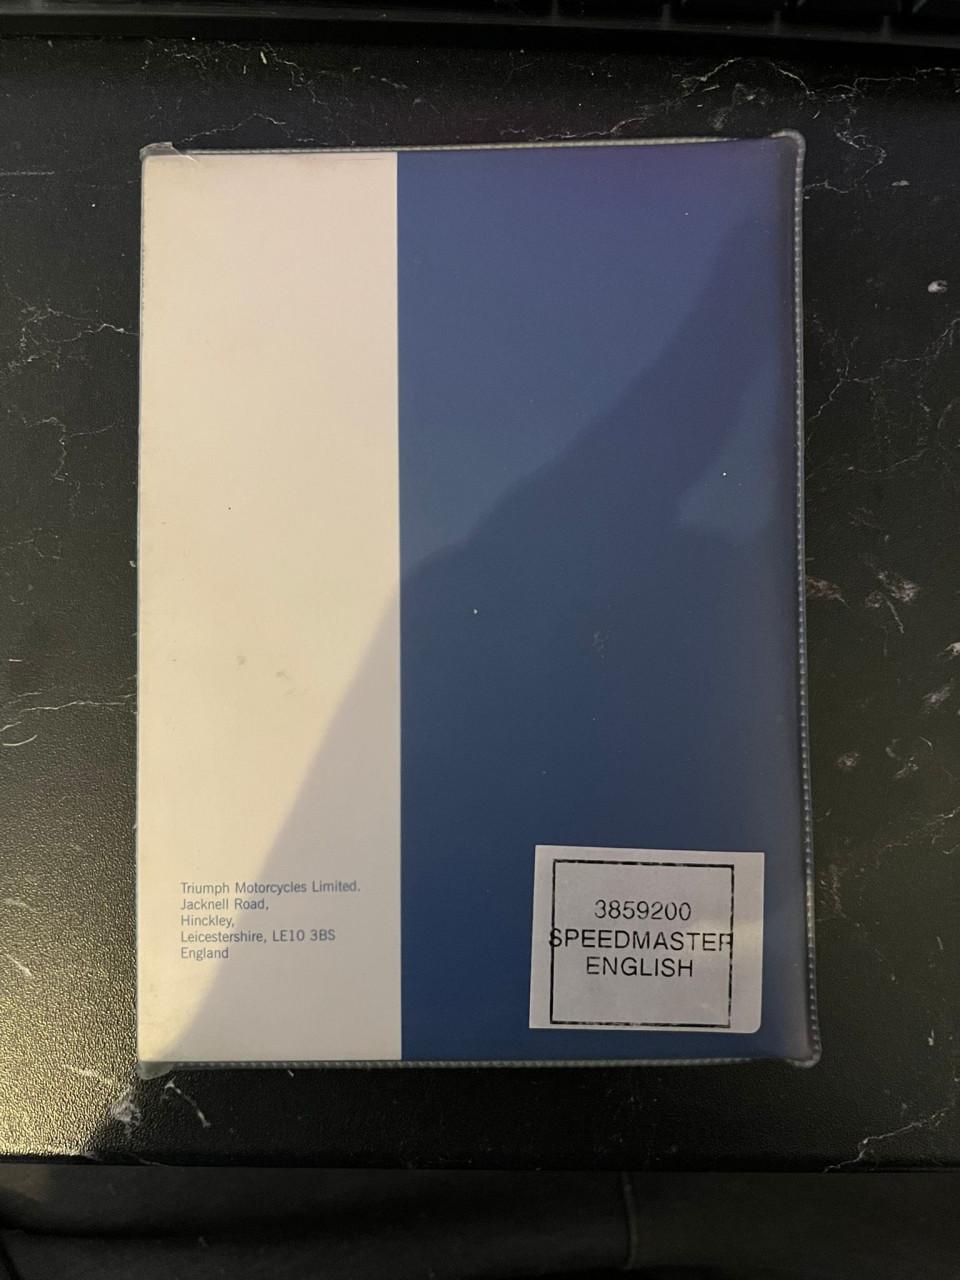 Triumph Motorcycles Limited.
Jacknell Road,
Hinckley,
Leicestershire, LE10 3BS
England
3859200
SPEEDMASTER
ENGLISH